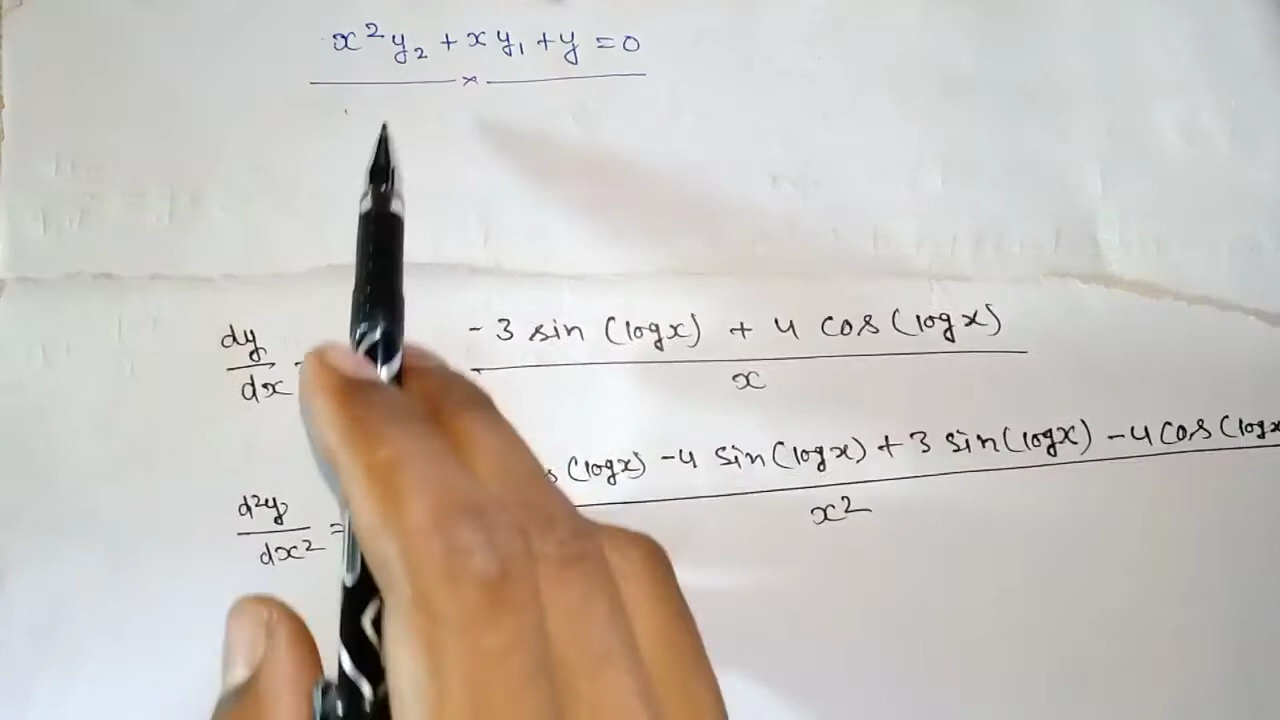 x²y₂ + xy₁ + y = 0
dy/dx = -3 sin (logx) + 4 cos (logx) / x
d²y/dx² = (logx) -4 sin (logx) + 3 sin (logx) -4 cos (logx / x²